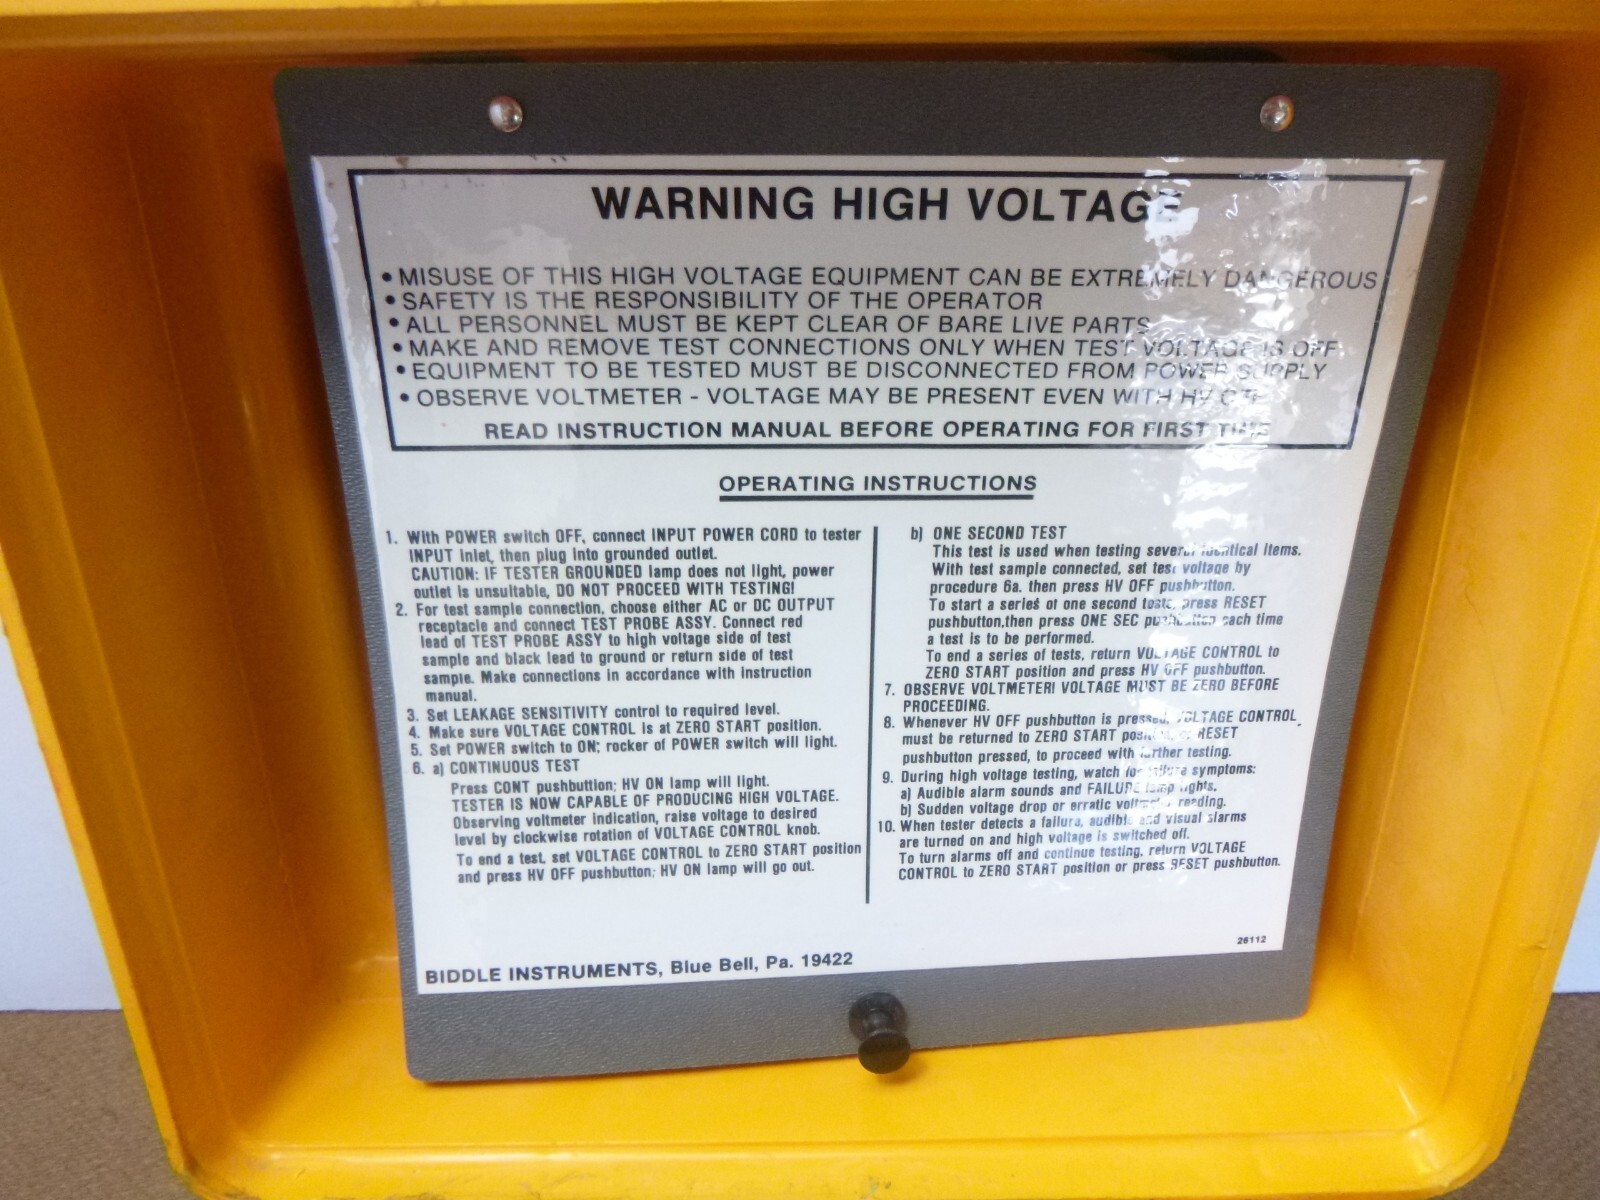 WARNING HIGH VOLTAGE
• MISUSE OF THIS HIGH VOLTAGE EQUIPMENT CAN BE EXTREMELY DANGEROUS
• SAFETY IS THE RESPONSIBILITY OF THE OPERATOR
• ALL PERSONNEL MUST BE KEPT CLEAR OF BARE LIVE PARTS
• MAKE AND REMOVE TEST CONNECTIONS ONLY WHEN TEST VOLTAGE IS OFF
• EQUIPMENT TO BE TESTED MUST BE DISCONNECTED FROM POWER SUPPLY
• OBSERVE VOLTMETER - VOLTAGE MAY BE PRESENT EVEN WITH HV OFF
READ INSTRUCTION MANUAL BEFORE OPERATING FOR FIRST TIME
OPERATING INSTRUCTIONS
1. With POWER switch OFF, connect INPUT POWER CORD to tester
INPUT inlet, then plug into grounded outlet.
CAUTION: IF TESTER GROUNDED lamp does not light, power
outlet is unsuitable, DO NOT PROCEED WITH TESTING!
2. For test sample connection, choose either AC or DC OUTPUT
receptacle and connect TEST PROBE ASSY. Connect red
lead of TEST PROBE ASSY to high voltage side of test
sample and black lead to ground or return side of test
sample. Make connections in accordance with instruction
manual.
3. Set LEAKAGE SENSITIVITY control to required level.
4. Make sure VOLTAGE CONTROL is at ZERO START position.
5. Set POWER switch to ON; rocker of POWER switch will light.
6. a) CONTINUOUS TEST
Press CONT pushbuttion; HV ON lamp will light.
TESTER IS NOW CAPABLE OF PRODUCING HIGH VOLTAGE.
Observing voltmeter indication, raise voltage to desired
level by clockwise rotation of VOLTAGE CONTROL knob.
To end a test, set VOLTAGE CONTROL to ZERO START position
and press HV OFF pushbutton; HV ON lamp will go out.
b) ONE SECOND TEST
This test is used when testing several identical items.
With test sample connected, set test voltage by
procedure 6a. then press HV OFF pushbutton.
To start a series of one second tests, press RESET
pushbutton,then press ONE SEC pushbutton each time
a test is to be performed.
To end a series of tests, return VOLTAGE CONTROL to
ZERO START position and press HV OFF pushbutton.
7. OBSERVE VOLTMETER! VOLTAGE MUST BE ZERO BEFORE
PROCEEDING.
8. Whenever HV OFF pushbutton is pressed, VOLTAGE CONTROL
must be returned to ZERO START position, or RESET
pushbutton pressed, to proceed with further testing.
9. During high voltage testing, watch for failure symptoms:
a) Audible alarm sounds and FAILURE lamp lights.
b) Sudden voltage drop or erratic voltmeter reading.
10. When tester detects a failure, audible and visual alarms
are turned on and high voltage is switched off.
To turn alarms off and continue testing, return VOLTAGE
CONTROL to ZERO START position or press RESET pushbutton.
26112
BIDDLE INSTRUMENTS, Blue Bell, Pa. 19422